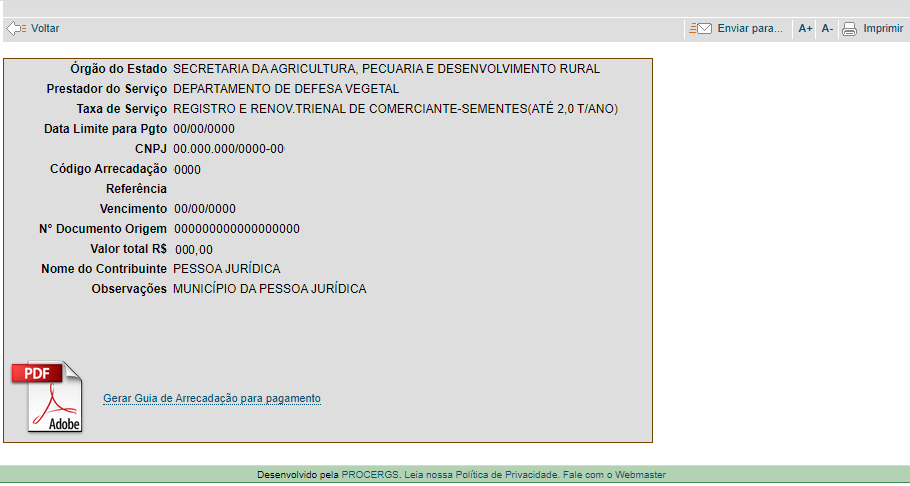 Voltar Enviar para... A+ A- Imprimir
Órgão do Estado SECRETARIA DA AGRICULTURA, PECUARIA E DESENVOLVIMENTO RURAL
Prestador do Serviço DEPARTAMENTO DE DEFESA VEGETAL
Taxa de Serviço REGISTRO E RENOV.TRIENAL DE COMERCIANTE-SEMENTES(ATÉ 2,0 T/ANO)
Data Limite para Pgto 00/00/0000
CNPJ 00.000.000/0000-00
Código Arrecadação 0000
Referência
Vencimento 00/00/0000
N° Documento Origem 000000000000000000
Valor total R$ 000,00
Nome do Contribuinte PESSOA JURÍDICA
Observações MUNICÍPIO DA PESSOA JURÍDICA
PDF
Gerar Guia de Arrecadação para pagamento
Adobe
Desenvolvido pela PROCERGS. Leia nossa Política de Privacidade. Fale com o Webmaster